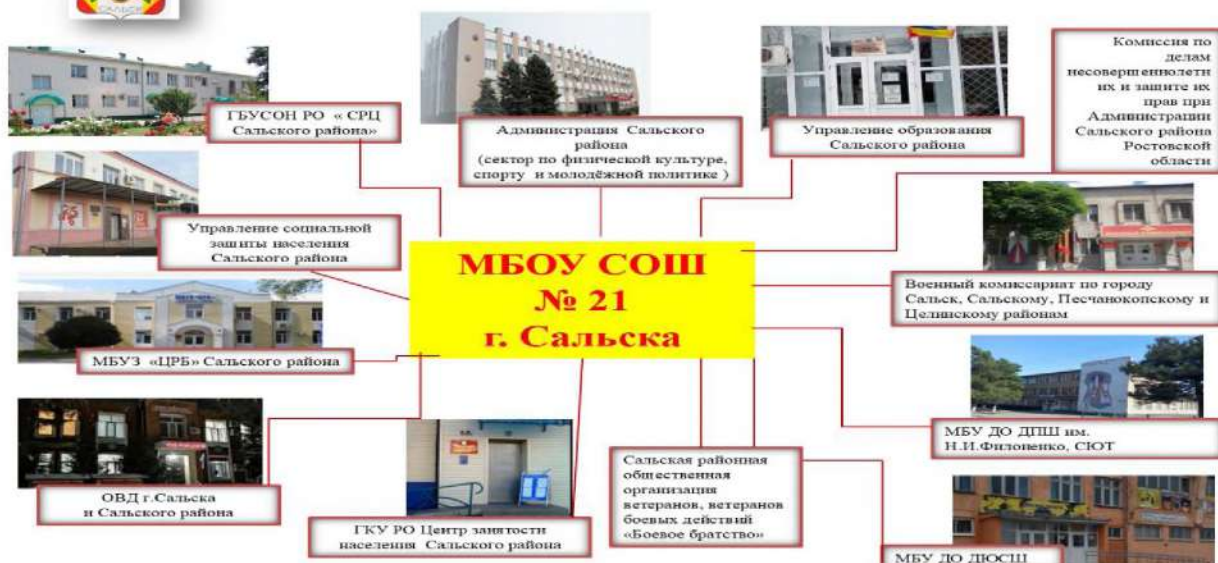 САЛЬСК
ГБУСОН РО « СРЦ
Сальского района»
Администрация Сальского
района
(сектор по физической культуре,
спорту и молодёжной политике )
Управление образования
Сальского района
Комиссия по
делам
несовершеннолетн
их и защите их
прав при
Администрации
Сальского района
Ростовской
области
Управление социальной
защиты населения
Сальского района
МБОУ СОШ
№ 21
г. Сальска
Военный комиссариат по городу
Сальск, Сальскому, Песчанокопскому и
Целинскому районам
МБУЗ «ЦРБ» Сальского района
МБУ ДО ДПШ им.
Н.И.Филоненко, СЮТ
ОВД г.Сальска
и Сальского района
ГКУ РО Центр занятости
населения Сальского района
Сальская районная
общественная
организация
ветеранов, ветеранов
боевых действий
«Боевое братство»
МБУ ДО ДЮСШ